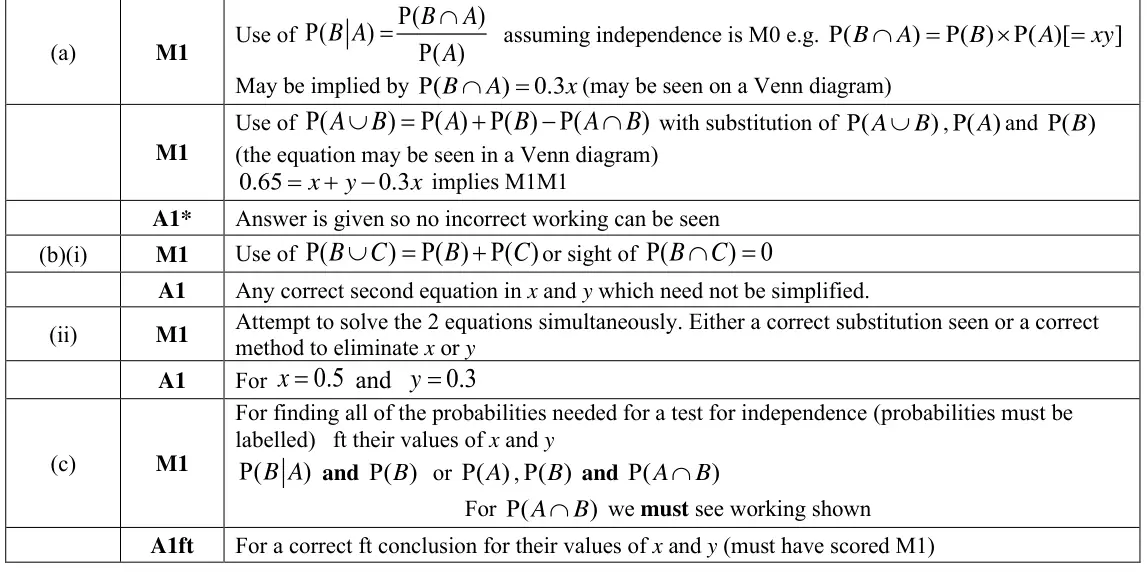 (a) M1 Use of P(B|A) = P(B ∩ A) / P(A) assuming independence is M0 e.g. P(B ∩ A) = P(B) × P(A)[= xy]
May be implied by P(B ∩ A) = 0.3x (may be seen on a Venn diagram)
M1 Use of P(A ∪ B) = P(A) + P(B) − P(A ∩ B) with substitution of P(A ∪ B) , P(A) and P(B)
(the equation may be seen in a Venn diagram)
0.65 = x + y − 0.3x implies M1M1
A1* Answer is given so no incorrect working can be seen
(b)(i) M1 Use of P(B ∪ C) = P(B) + P(C) or sight of P(B ∩ C) = 0
A1 Any correct second equation in x and y which need not be simplified.
(ii) M1 Attempt to solve the 2 equations simultaneously. Either a correct substitution seen or a correct
method to eliminate x or y
A1 For x = 0.5 and y = 0.3
(c) M1 For finding all of the probabilities needed for a test for independence (probabilities must be
labelled) ft their values of x and y
P(B|A) and P(B) or P(A) , P(B) and P(A ∩ B)
For P(A ∩ B) we must see working shown
A1ft For a correct ft conclusion for their values of x and y (must have scored M1)